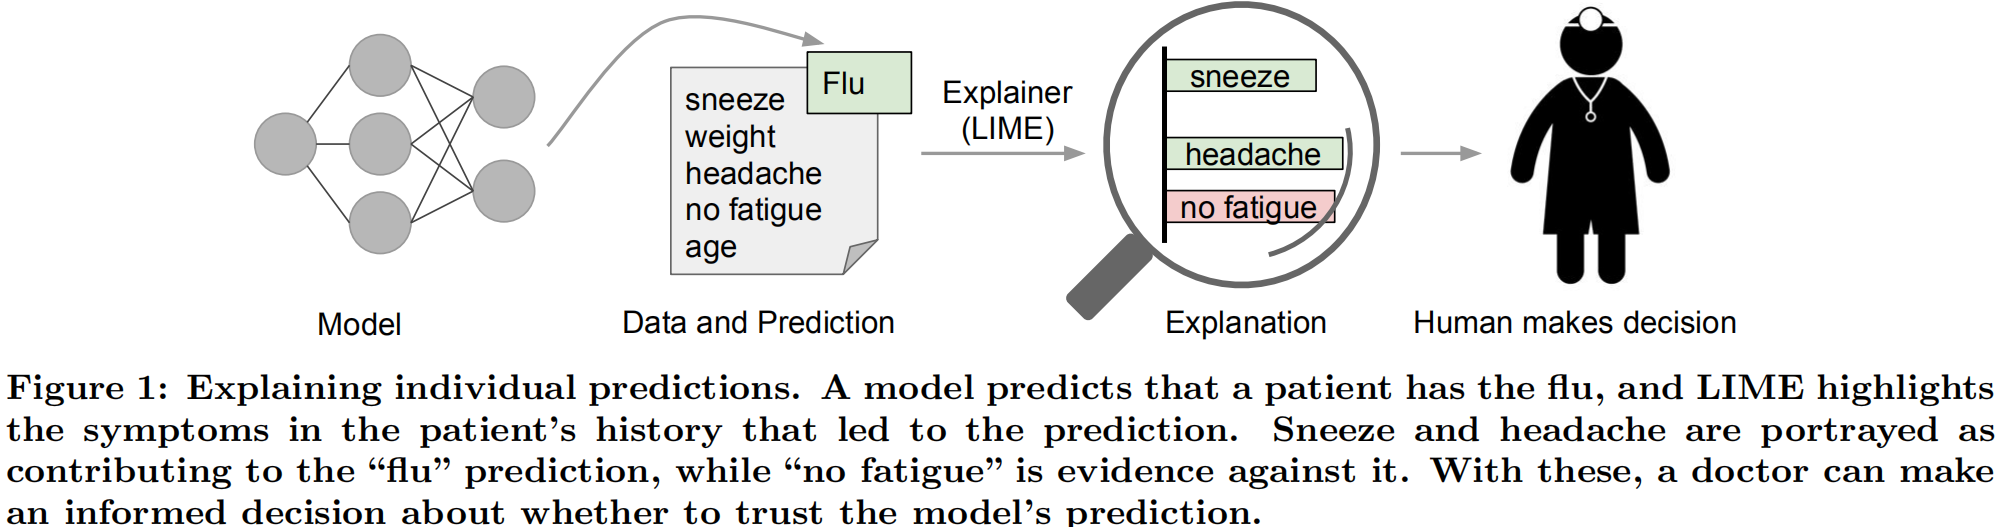 Flu
sneeze
weight
headache
no fatigue
age
Explainer
(LIME)
sneeze
headache
no fatigue
Model
Data and Prediction
Explanation
Human makes decision
Figure 1: Explaining individual predictions. A model predicts that a patient has the flu, and LIME highlights
the symptoms in the patient's history that led to the prediction. Sneeze and headache are portrayed as
contributing to the “flu” prediction, while “no fatigue” is evidence against it. With these, a doctor can make
an informed decision about whether to trust the model's prediction.